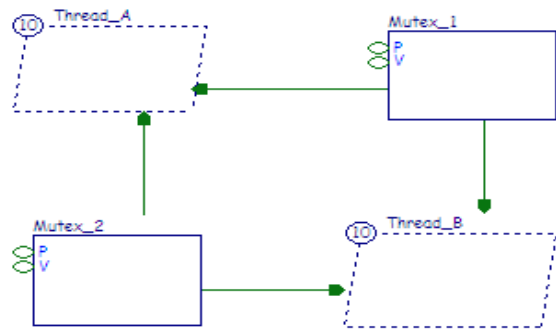 10 Thread_A
Mutex_1
P
V
Mutex_2
P
V
10 Thread_B